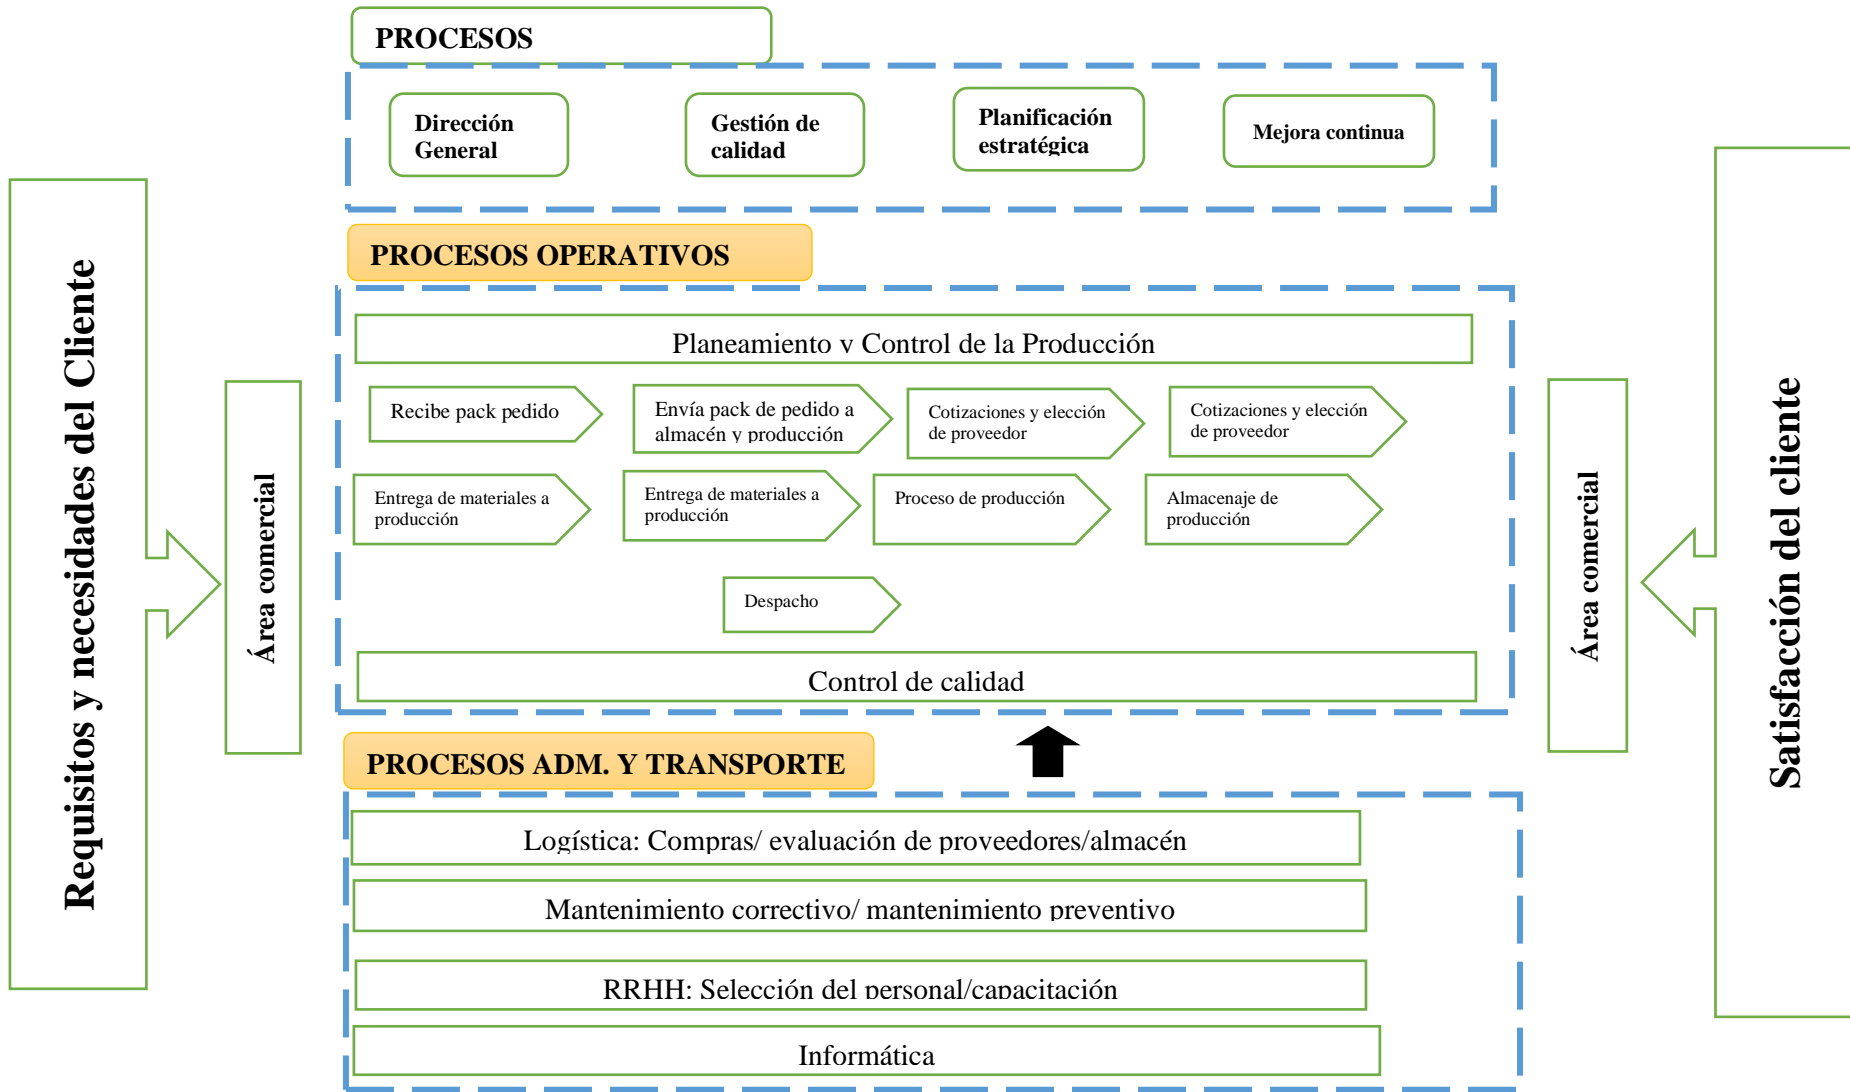 PROCESOS
Dirección
General
Gestión de
calidad
Planificación
estratégica
Mejora continua
Requisitos y necesidades del Cliente
Área comercial
PROCESOS OPERATIVOS
Planeamiento y Control de la Producción
Recibe pack pedido
Envía pack de pedido a
almacén y producción
Cotizaciones y elección
de proveedor
Cotizaciones y elección
de proveedor
Entrega de materiales a
producción
Entrega de materiales a
producción
Proceso de producción
Almacenaje de
producción
Despacho
Control de calidad
Área comercial
Satisfacción del cliente
PROCESOS ADM. Y TRANSPORTE
Logística: Compras/ evaluación de proveedores/almacén
Mantenimiento correctivo/ mantenimiento preventivo
RRHH: Selección del personal/capacitación
Informática